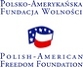 POLSKO-AMERYKAŃSKA
FUNDACJA WOLNOŚCI
POLISH-AMERICAN
FREEDOM FOUNDATION